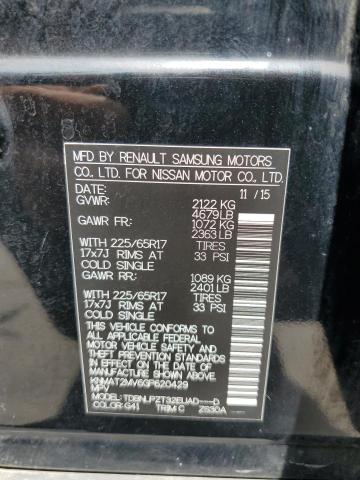 MFD BY RENAULT SAMSUNG MOTORS
CO., LTD. FOR NISSAN MOTOR CO., LTD.
DATE: 11 / 15
GVWR: 2122 KG
4679 LB
GAWR FR: 1072 KG
2363 LB
WITH 225/65R17 TIRES
17x7J RIMS AT 33 PSI
COLD SINGLE
GAWR RR: 1089 KG
2401 LB
WITH 225/65R17 TIRES
17x7J RIMS AT 33 PSI
COLD SINGLE
THIS VEHICLE CONFORMS TO ALL
APPLICABLE FEDERAL MOTOR
VEHICLE SAFETY STANDARDS
IN EFFECT ON THE DATE OF
MANUFACTURE SHOWN ABOVE.
KNMAT2MV6GP620429
MPV
MODEL: TDBNLPZT32EUAD-----D
COLOR: G41 TRIM: C ZS30A